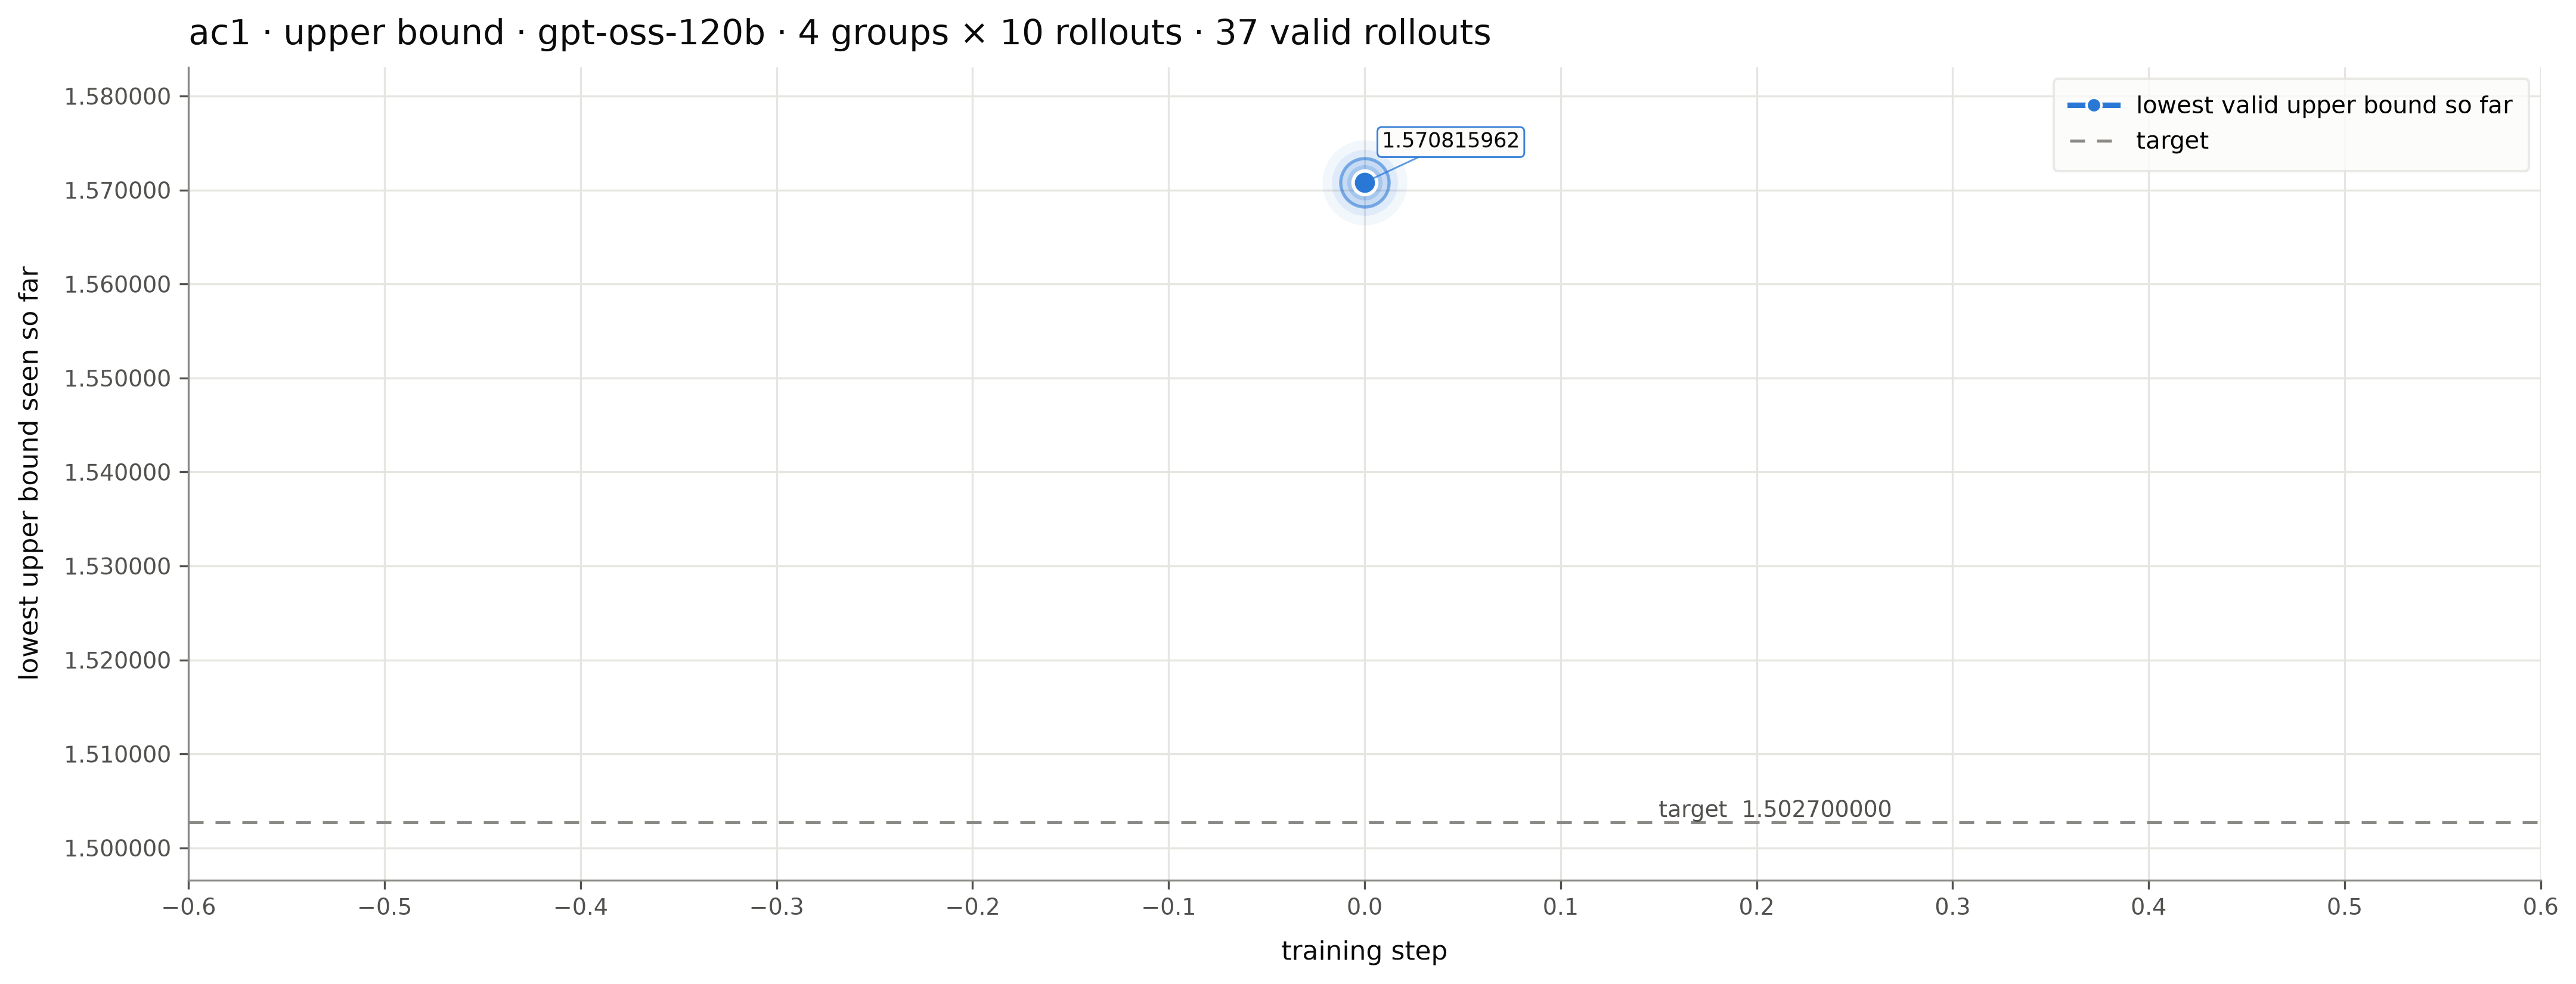 ac1 · upper bound · gpt-oss-120b · 4 groups × 10 rollouts · 37 valid rollouts
lowest upper bound seen so far
1.580000
1.570000
1.560000
1.550000
1.540000
1.530000
1.520000
1.510000
1.500000
1.570815962
lowest valid upper bound so far
target
target 1.502700000
−0.6 −0.5 −0.4 −0.3 −0.2 −0.1 0.0 0.1 0.2 0.3 0.4 0.5 0.6
training step